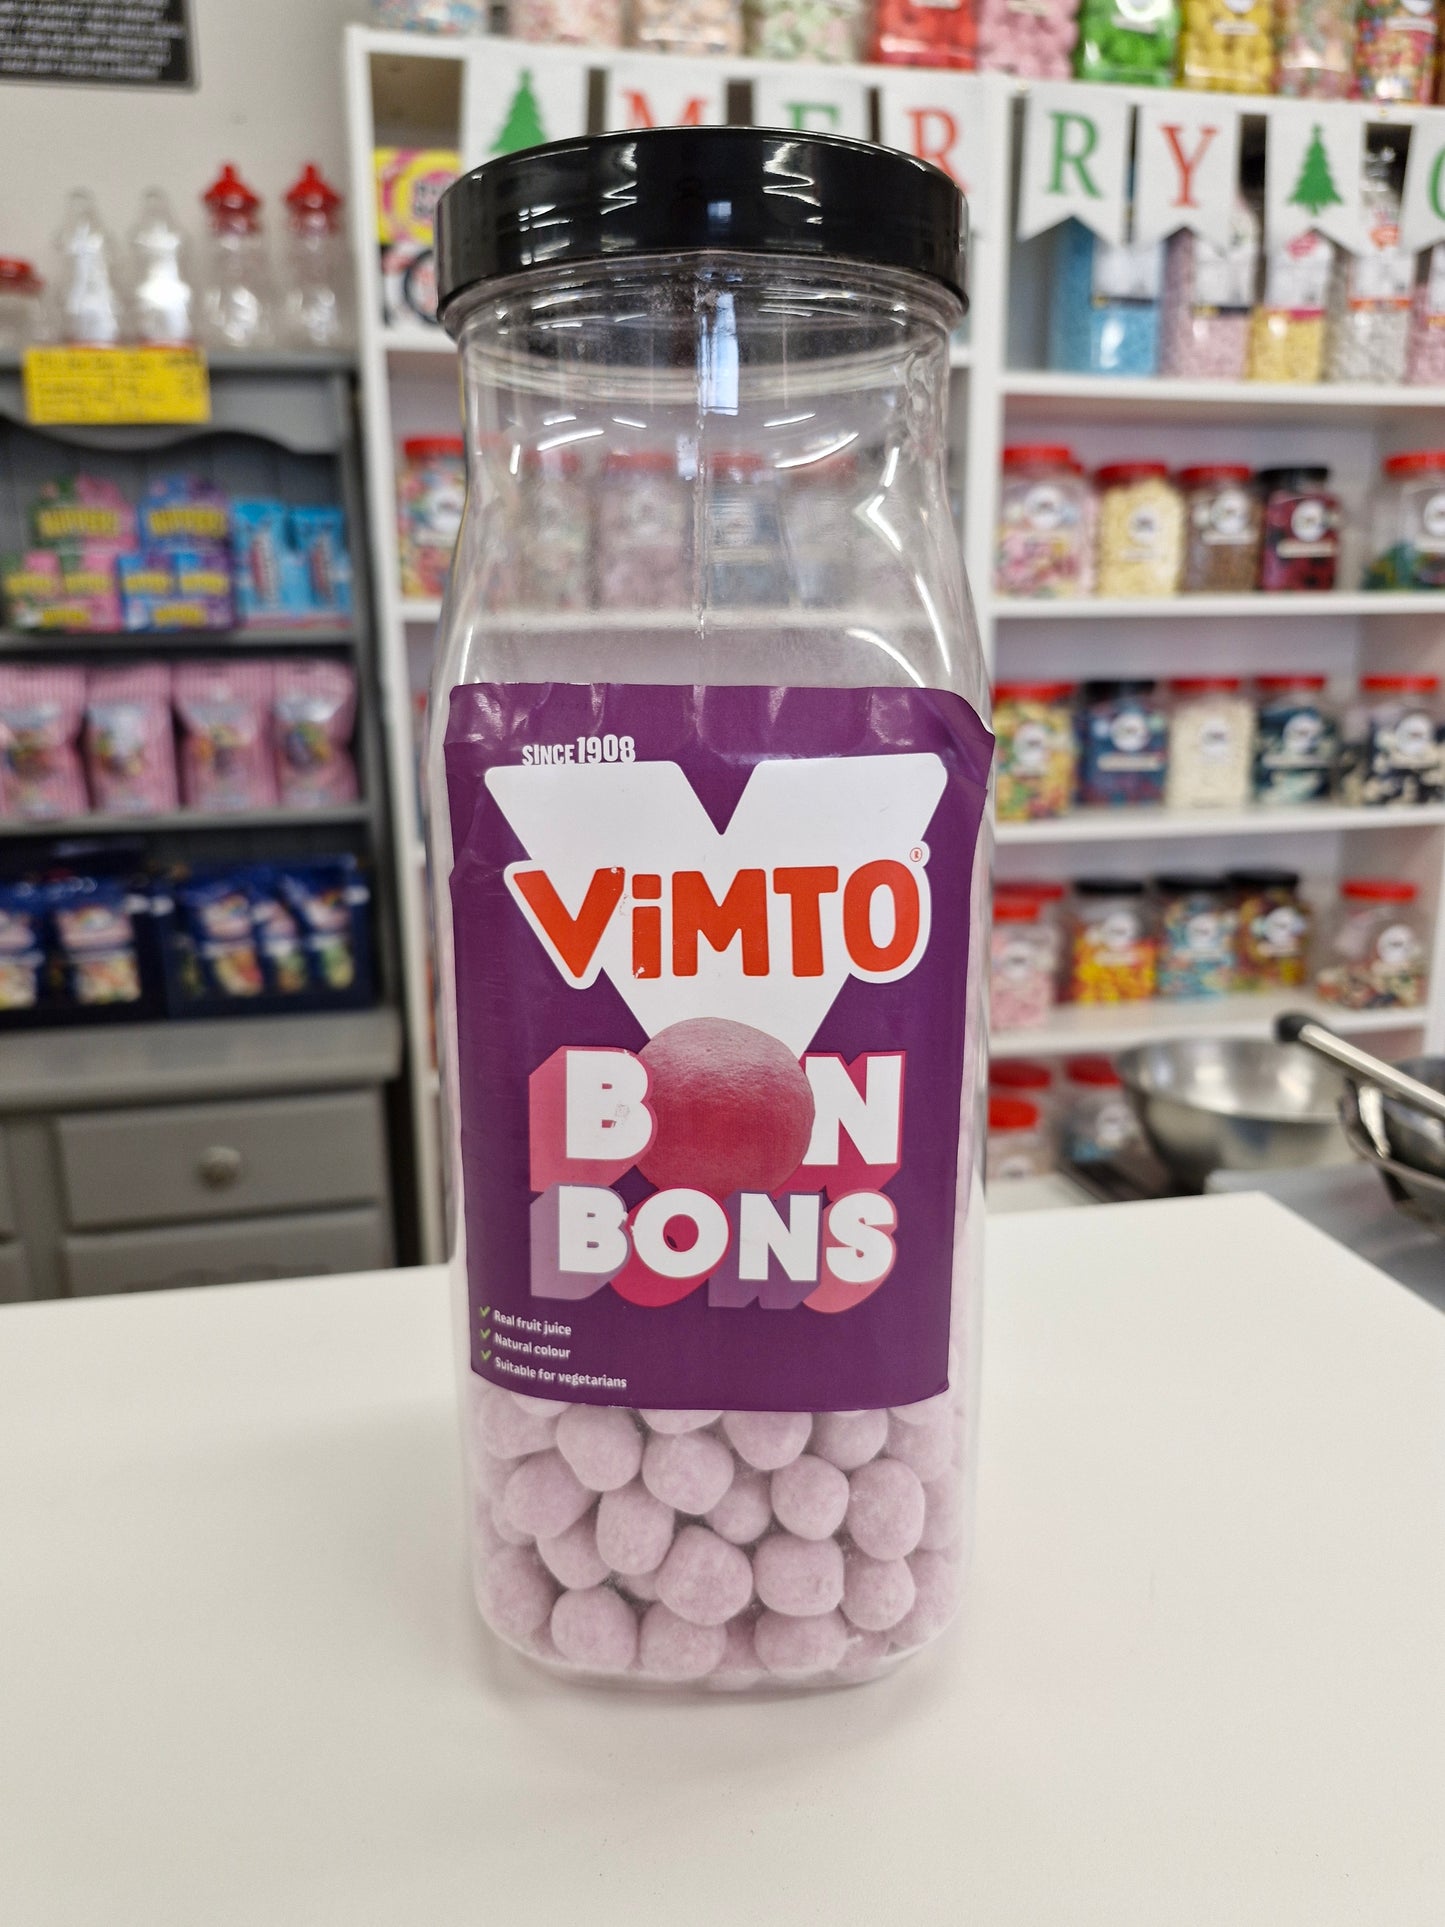 MERRY
SINCE 1908
ViMTO®
BON
BONS
Real fruit juice
Natural colour
Suitable for vegetarians